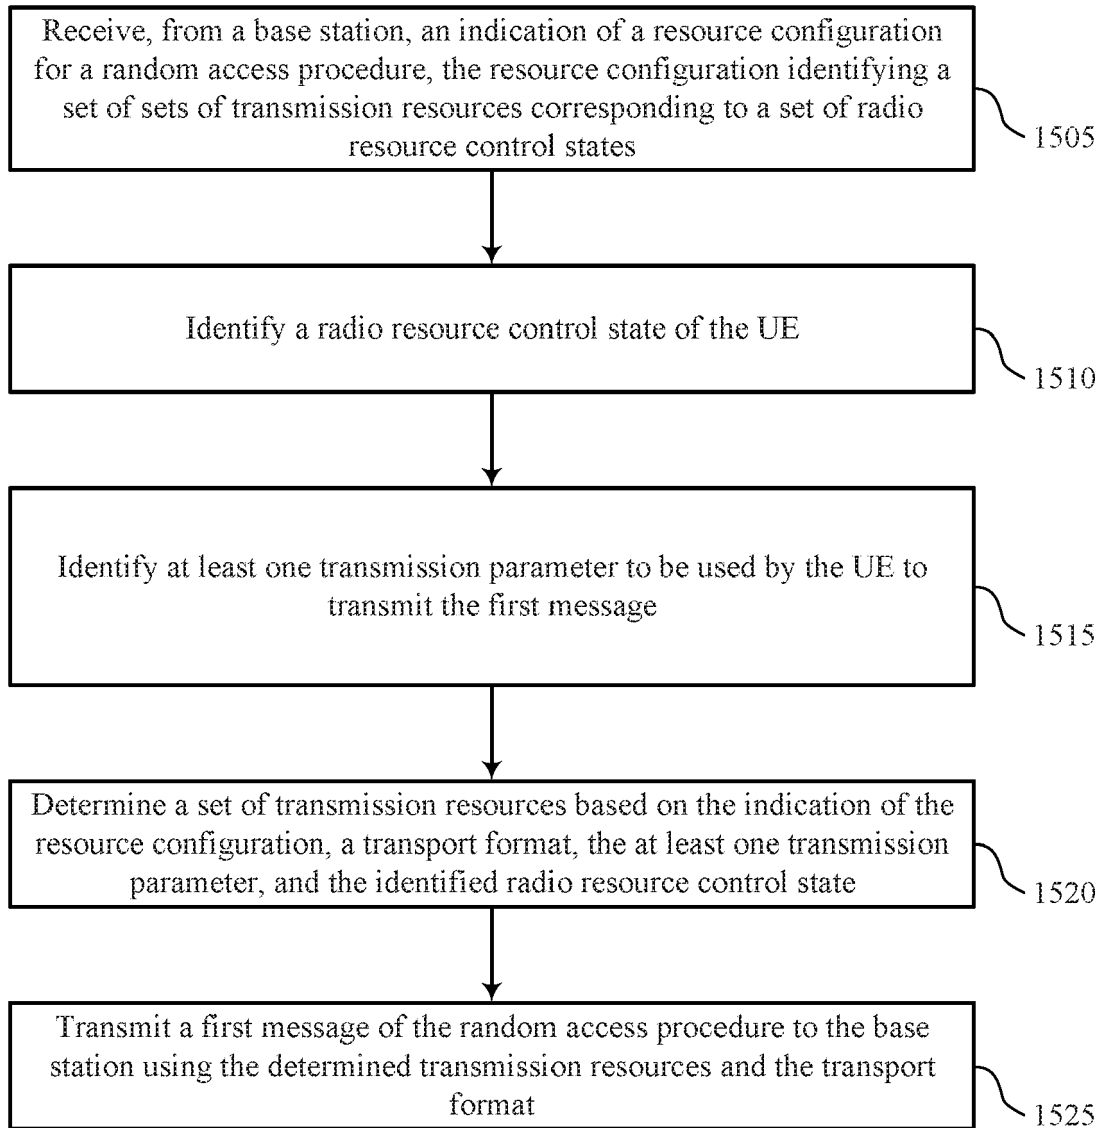 Receive, from a base station, an indication of a resource configuration
for a random access procedure, the resource configuration identifying a
set of sets of transmission resources corresponding to a set of radio
resource control states
1505
Identify a radio resource control state of the UE
1510
Identify at least one transmission parameter to be used by the UE to
transmit the first message
1515
Determine a set of transmission resources based on the indication of the
resource configuration, a transport format, the at least one transmission
parameter, and the identified radio resource control state
1520
Transmit a first message of the random access procedure to the base
station using the determined transmission resources and the transport
format
1525